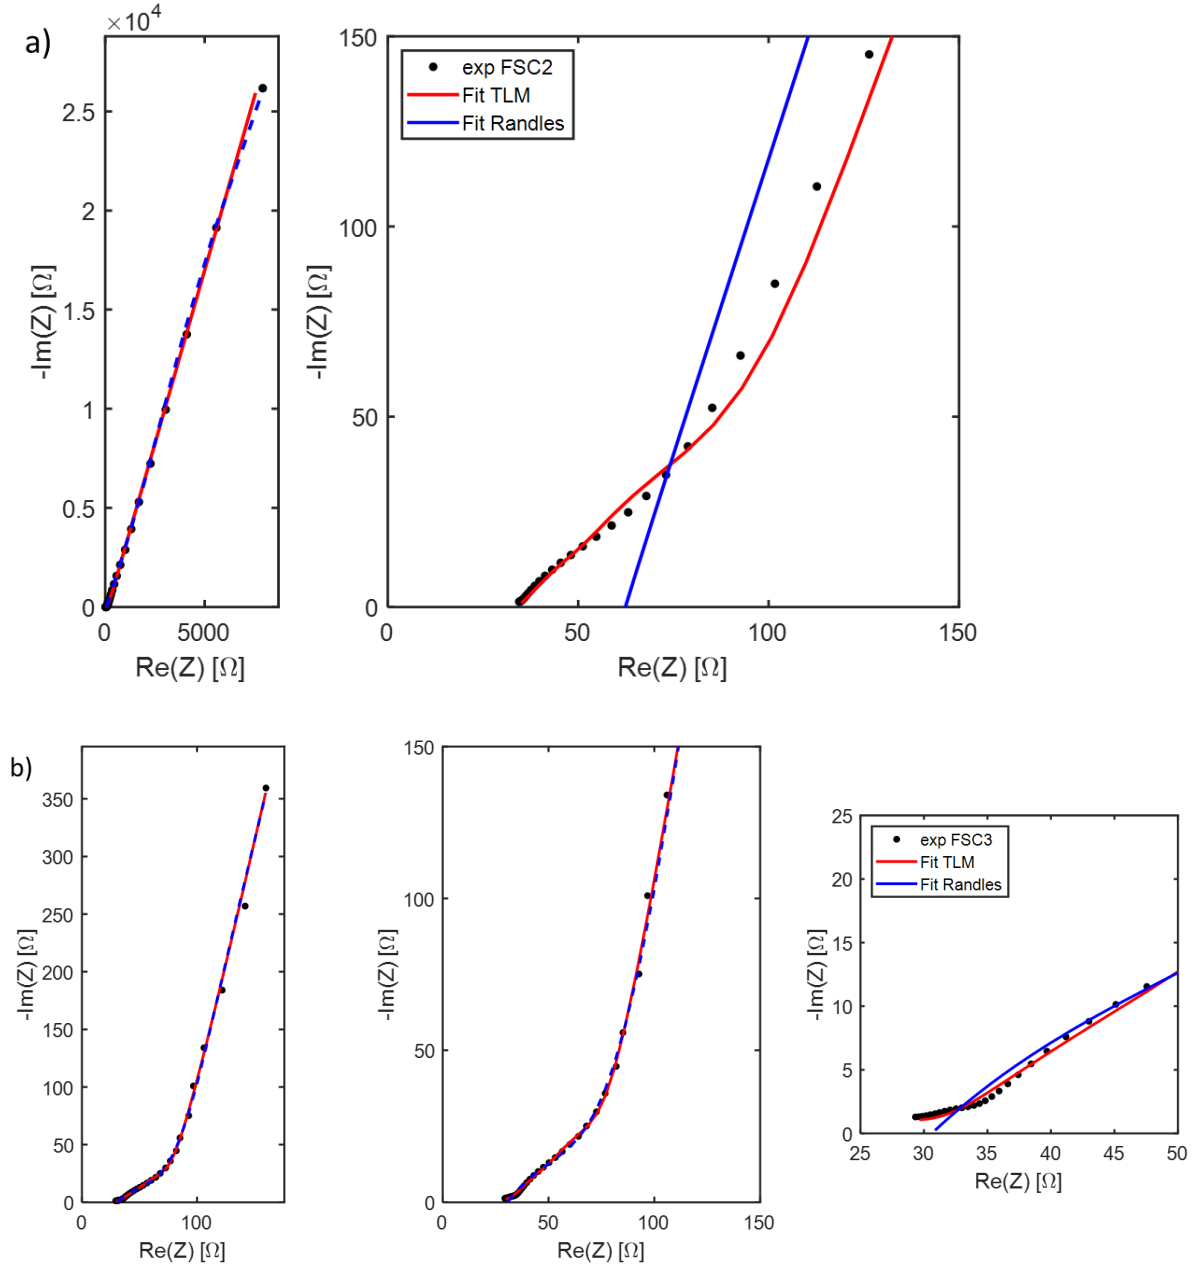 a)
×10⁴
2.5
2
1.5
1
0.5
0
0
5000
-Im(Z) [Ω]
Re(Z) [Ω]
150
100
50
0
0
50
100
150
-Im(Z) [Ω]
Re(Z) [Ω]
exp FSC2
Fit TLM
Fit Randles
b)
350
300
250
200
150
100
50
0
0
100
-Im(Z) [Ω]
Re(Z) [Ω]
150
100
50
0
0
50
100
150
-Im(Z) [Ω]
Re(Z) [Ω]
25
20
15
10
5
0
25
30
35
40
45
50
-Im(Z) [Ω]
Re(Z) [Ω]
exp FSC3
Fit TLM
Fit Randles